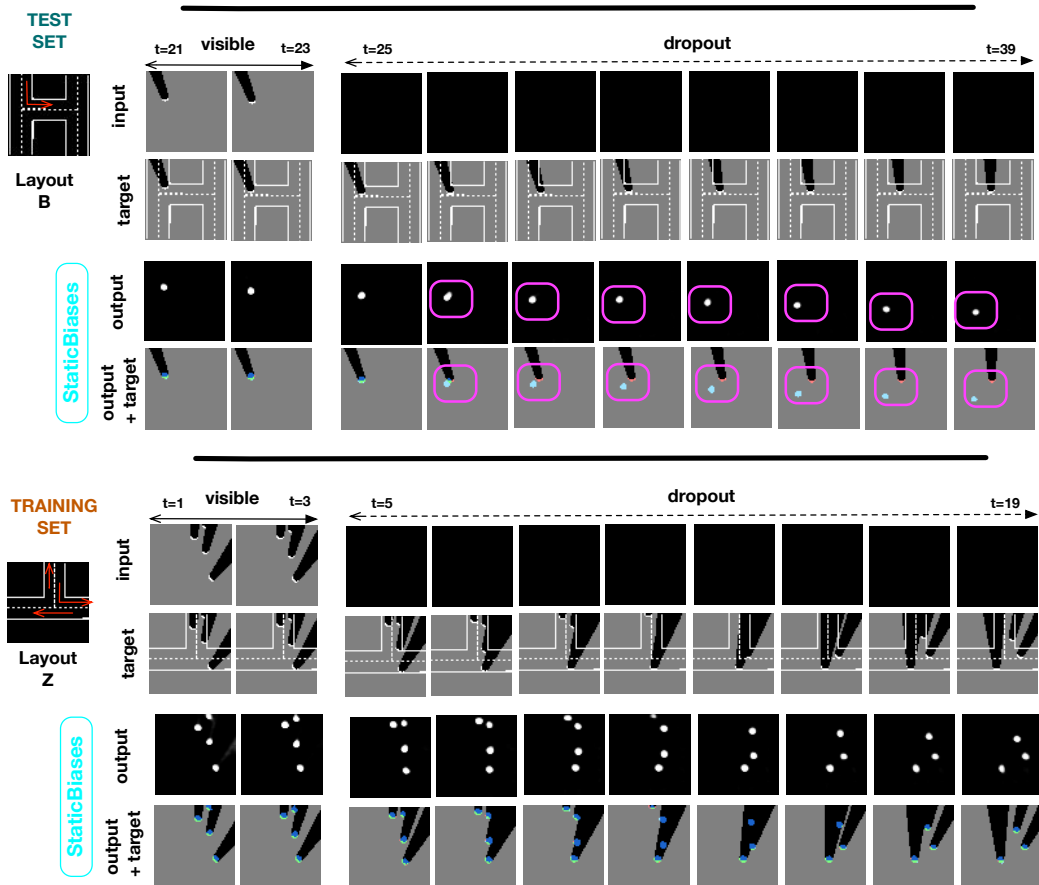 TEST
SET
t=21
visible
t=23
t=25
dropout
t=39
input
Layout
B
target
StaticBiases
output
output
+ target
TRAINING
SET
t=1
visible
t=3
t=5
dropout
t=19
input
Layout
Z
target
StaticBiases
output
output
+ target